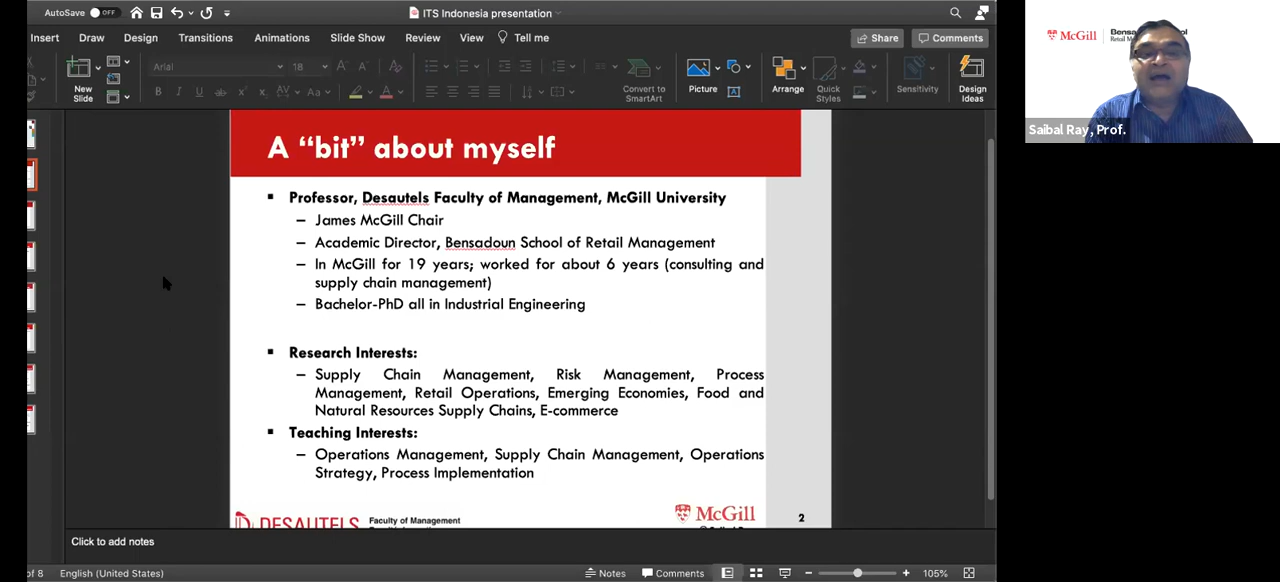 AutoSave OFF
ITS Indonesia presentation
Insert Draw Design Transitions Animations Slide Show Review View Tell me
Share Comments
Arial 18
New Slide
Convert to SmartArt
Picture
Arrange
Quick Styles
Sensitivity
Design Ideas
A “bit” about myself
▪ Professor, Desautels Faculty of Management, McGill University
– James McGill Chair
– Academic Director, Bensadoun School of Retail Management
– In McGill for 19 years; worked for about 6 years (consulting and
supply chain management)
– Bachelor-PhD all in Industrial Engineering
▪ Research Interests:
– Supply Chain Management, Risk Management, Process
Management, Retail Operations, Emerging Economies, Food and
Natural Resources Supply Chains, E-commerce
▪ Teaching Interests:
– Operations Management, Supply Chain Management, Operations
Strategy, Process Implementation
DESAUTELS Faculty of Management
McGill
2
Click to add notes
of 8 English (United States) Notes Comments 105%
McGill
Saibal Ray, Prof.